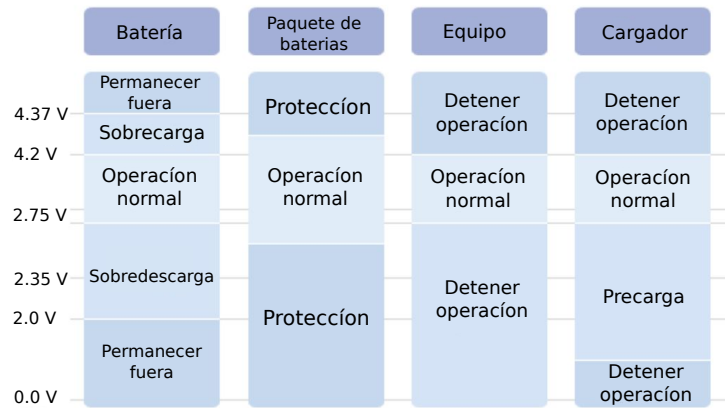 Batería
Paquete de
baterias
Equipo
Cargador
4.37 V
4.2 V
2.75 V
2.35 V
2.0 V
0.0 V
Permanecer
fuera
Sobrecarga
Operacíon
normal
Sobredescarga
Permanecer
fuera
Proteccíon
Operacíon
normal
Proteccíon
Detener
operacíon
Operacíon
normal
Detener
operacíon
Detener
operacíon
Operacíon
normal
Precarga
Detener
operacíon